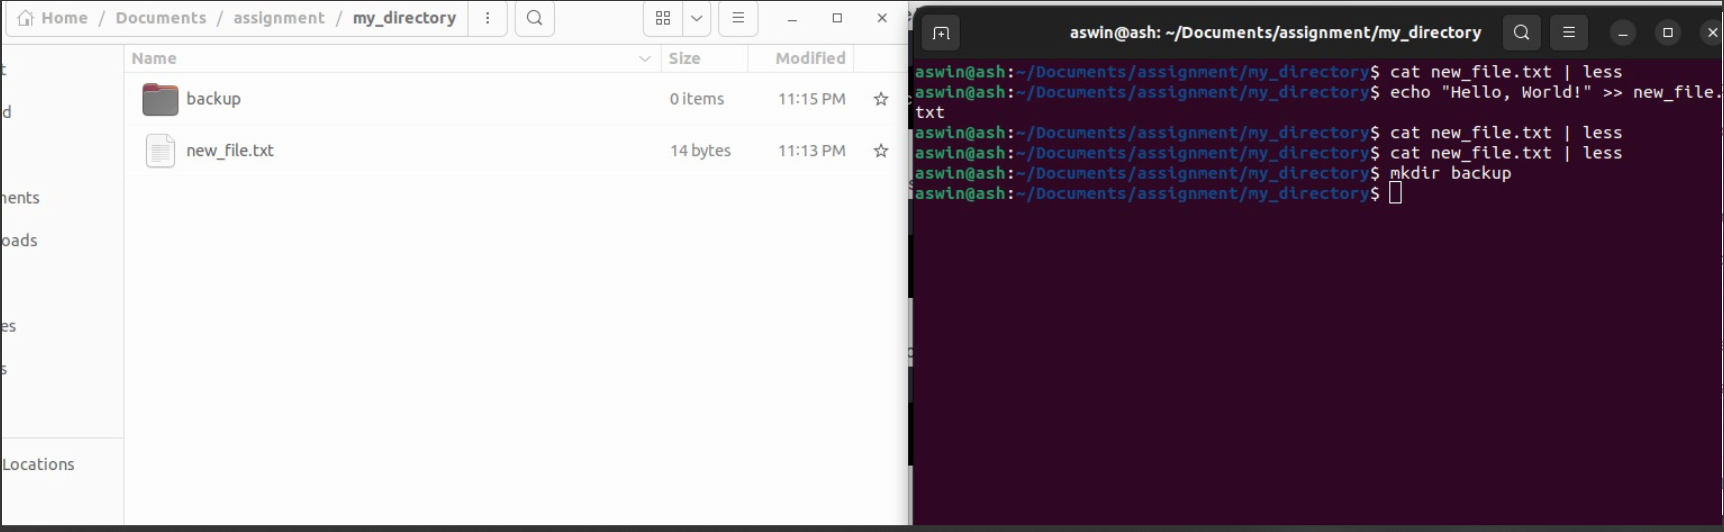 Home / Documents / assignment / my_directory
Name Size Modified
backup 0 items 11:15 PM
new_file.txt 14 bytes 11:13 PM
t
d
nents
oads
es
s
Locations
aswin@ash: ~/Documents/assignment/my_directory
aswin@ash:~/Documents/assignment/my_directory$ cat new_file.txt | less
aswin@ash:~/Documents/assignment/my_directory$ echo "Hello, World!" >> new_file.
txt
aswin@ash:~/Documents/assignment/my_directory$ cat new_file.txt | less
aswin@ash:~/Documents/assignment/my_directory$ cat new_file.txt | less
aswin@ash:~/Documents/assignment/my_directory$ mkdir backup
aswin@ash:~/Documents/assignment/my_directory$